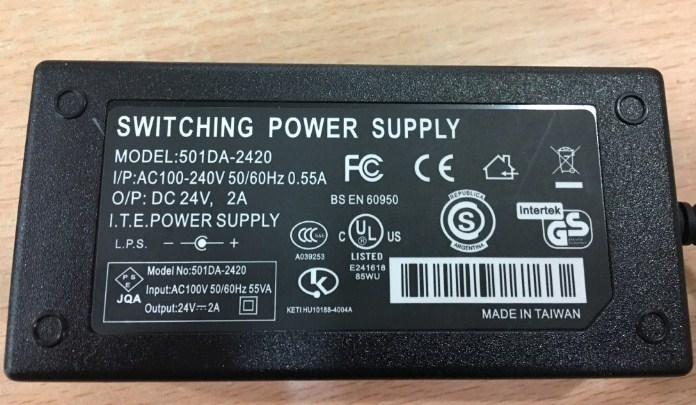 SWITCHING POWER SUPPLY
MODEL:501DA-2420
I/P:AC100-240V 50/60Hz 0.55A
O/P: DC 24V, 2A
I.T.E.POWER SUPPLY
L.P.S. - +
FC CE
BS EN 60950
REPUBLICA
S
ARGENTINA
Intertek
GS
CCC
A039253
C UL US
LISTED
E241618
85WU
K
KETI HU10188-4004A
P S E
JQA
Model No:501DA-2420
Input:AC100V 50/60Hz 55VA
Output:24V⎓2A
MADE IN TAIWAN